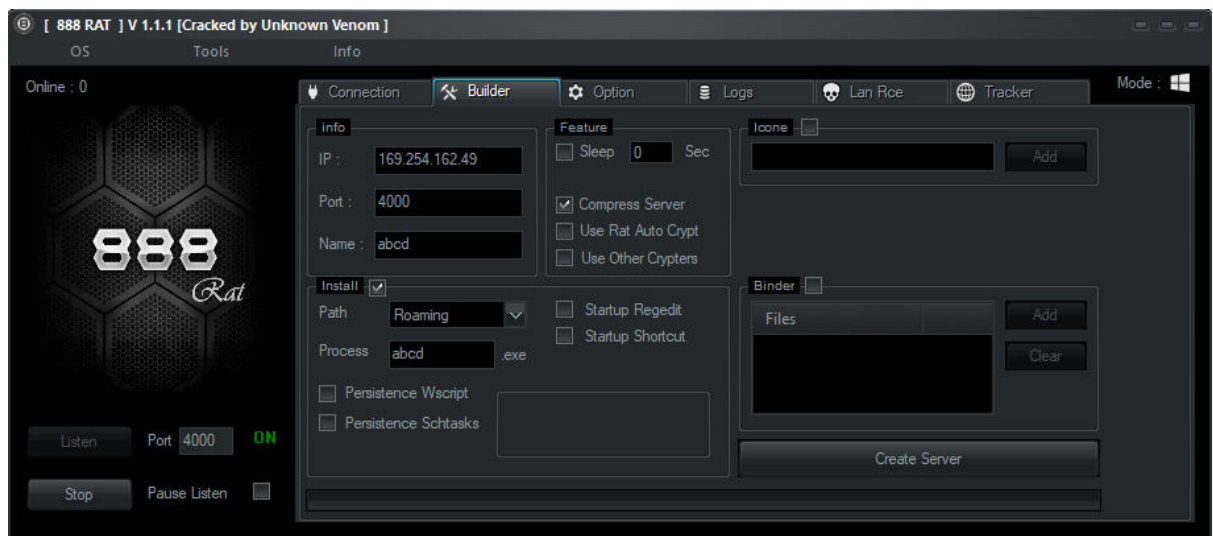 [ 888 RAT ] V 1.1.1 [Cracked by Unknown Venom ]
OS Tools Info
Online : 0
Connection Builder Option Logs Lan Rce Tracker Mode :
info
IP : 169.254.162.49
Port : 4000
Name : abcd
Feature
Sleep 0 Sec
Compress Server
Use Rat Auto Crypt
Use Other Crypters
Icone
Add
888
Rat
Install
Path Roaming
Process abcd .exe
Startup Regedit
Startup Shortcut
Persistence Wscript
Persistence Schtasks
Binder
Files
Add
Clear
Create Server
Listen Port 4000 ON
Stop Pause Listen